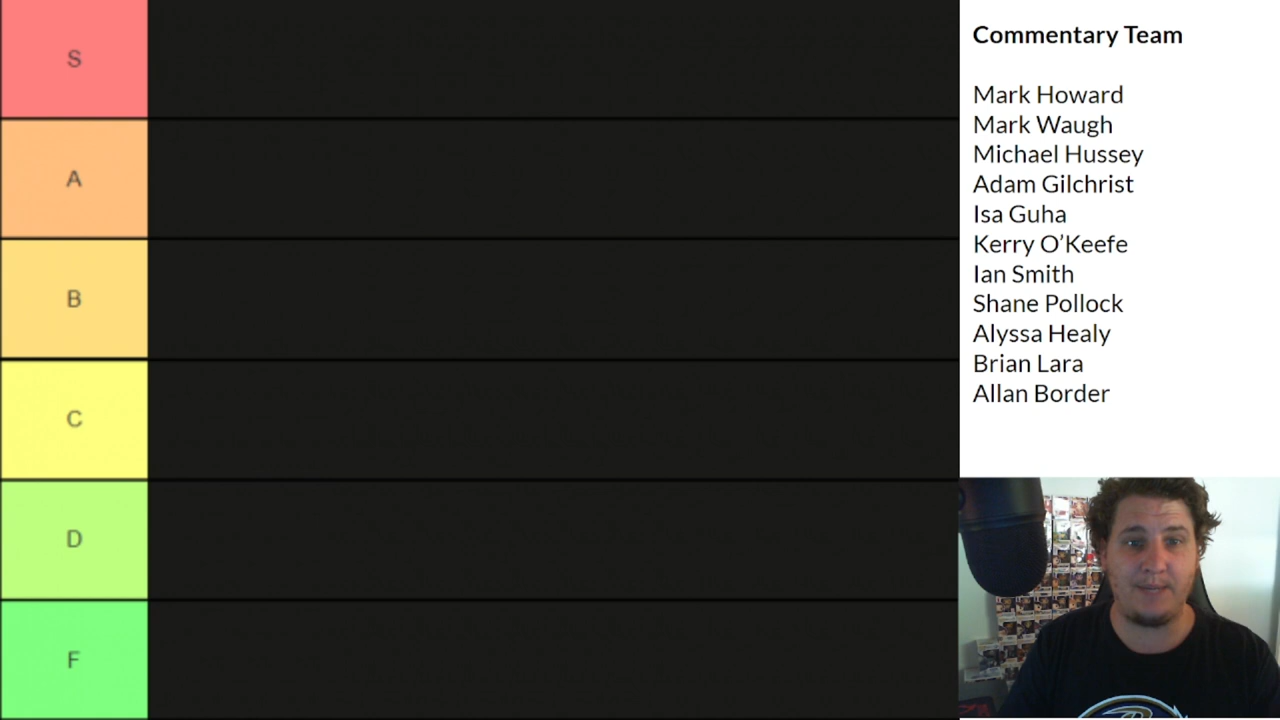 S
A
B
C
D
F
Commentary Team
Mark Howard
Mark Waugh
Michael Hussey
Adam Gilchrist
Isa Guha
Kerry O’Keefe
Ian Smith
Shane Pollock
Alyssa Healy
Brian Lara
Allan Border